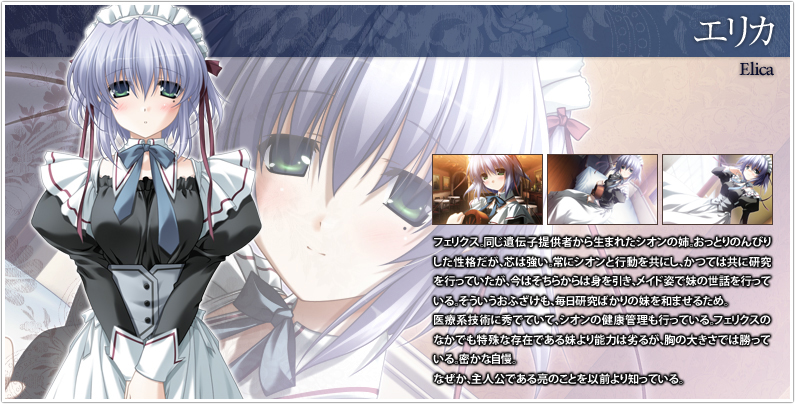 エリカ
Elica
フェリクス。同じ遺伝子提供者から生まれたシオンの姉。おっとりのんびり
した性格だが、芯は強い。常にシオンと行動を共にし、かつては共に研究
を行っていたが、今はそちらからは身を引き、メイド姿で妹の世話を行って
いる。そういうおふざけも、毎日研究ばかりの妹を和ませるため。
医療系技術に秀でていて、シオンの健康管理も行っている。フェリクスの
なかでも特殊な存在である妹より能力は劣るが、胸の大きさでは勝って
いる。密かな自慢。
なぜか、主人公である亮のことを以前より知っている。